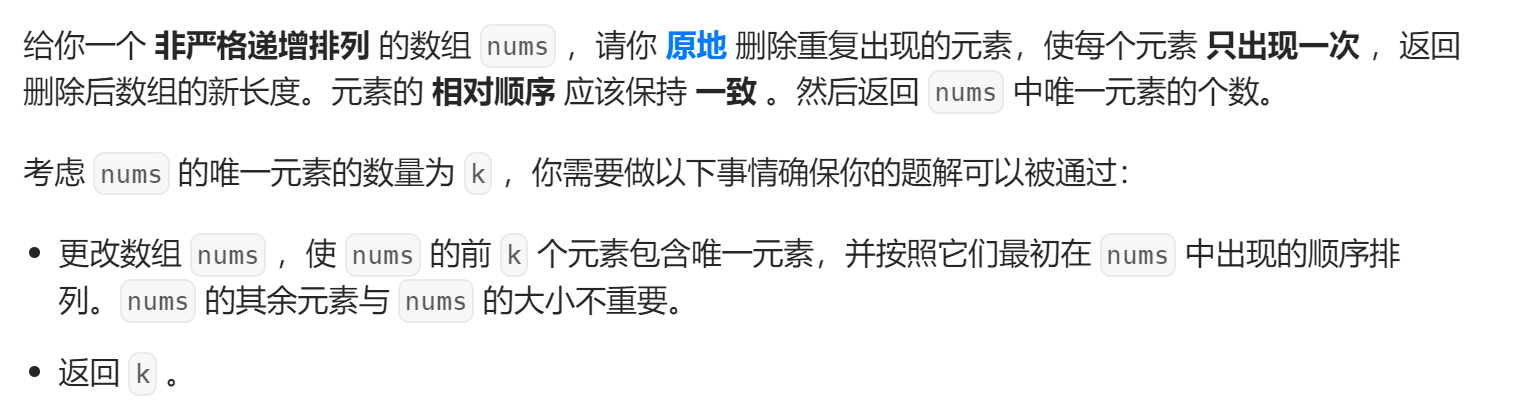 给你一个 非严格递增排列 的数组 nums ，请你 原地 删除重复出现的元素，使每个元素 只出现一次 ，返回
删除后数组的新长度。元素的 相对顺序 应该保持 一致 。然后返回 nums 中唯一元素的个数。
考虑 nums 的唯一元素的数量为 k ，你需要做以下事情确保你的题解可以被通过：
• 更改数组 nums ，使 nums 的前 k 个元素包含唯一元素，并按照它们最初在 nums 中出现的顺序排
列。nums 的其余元素与 nums 的大小不重要。
• 返回 k 。